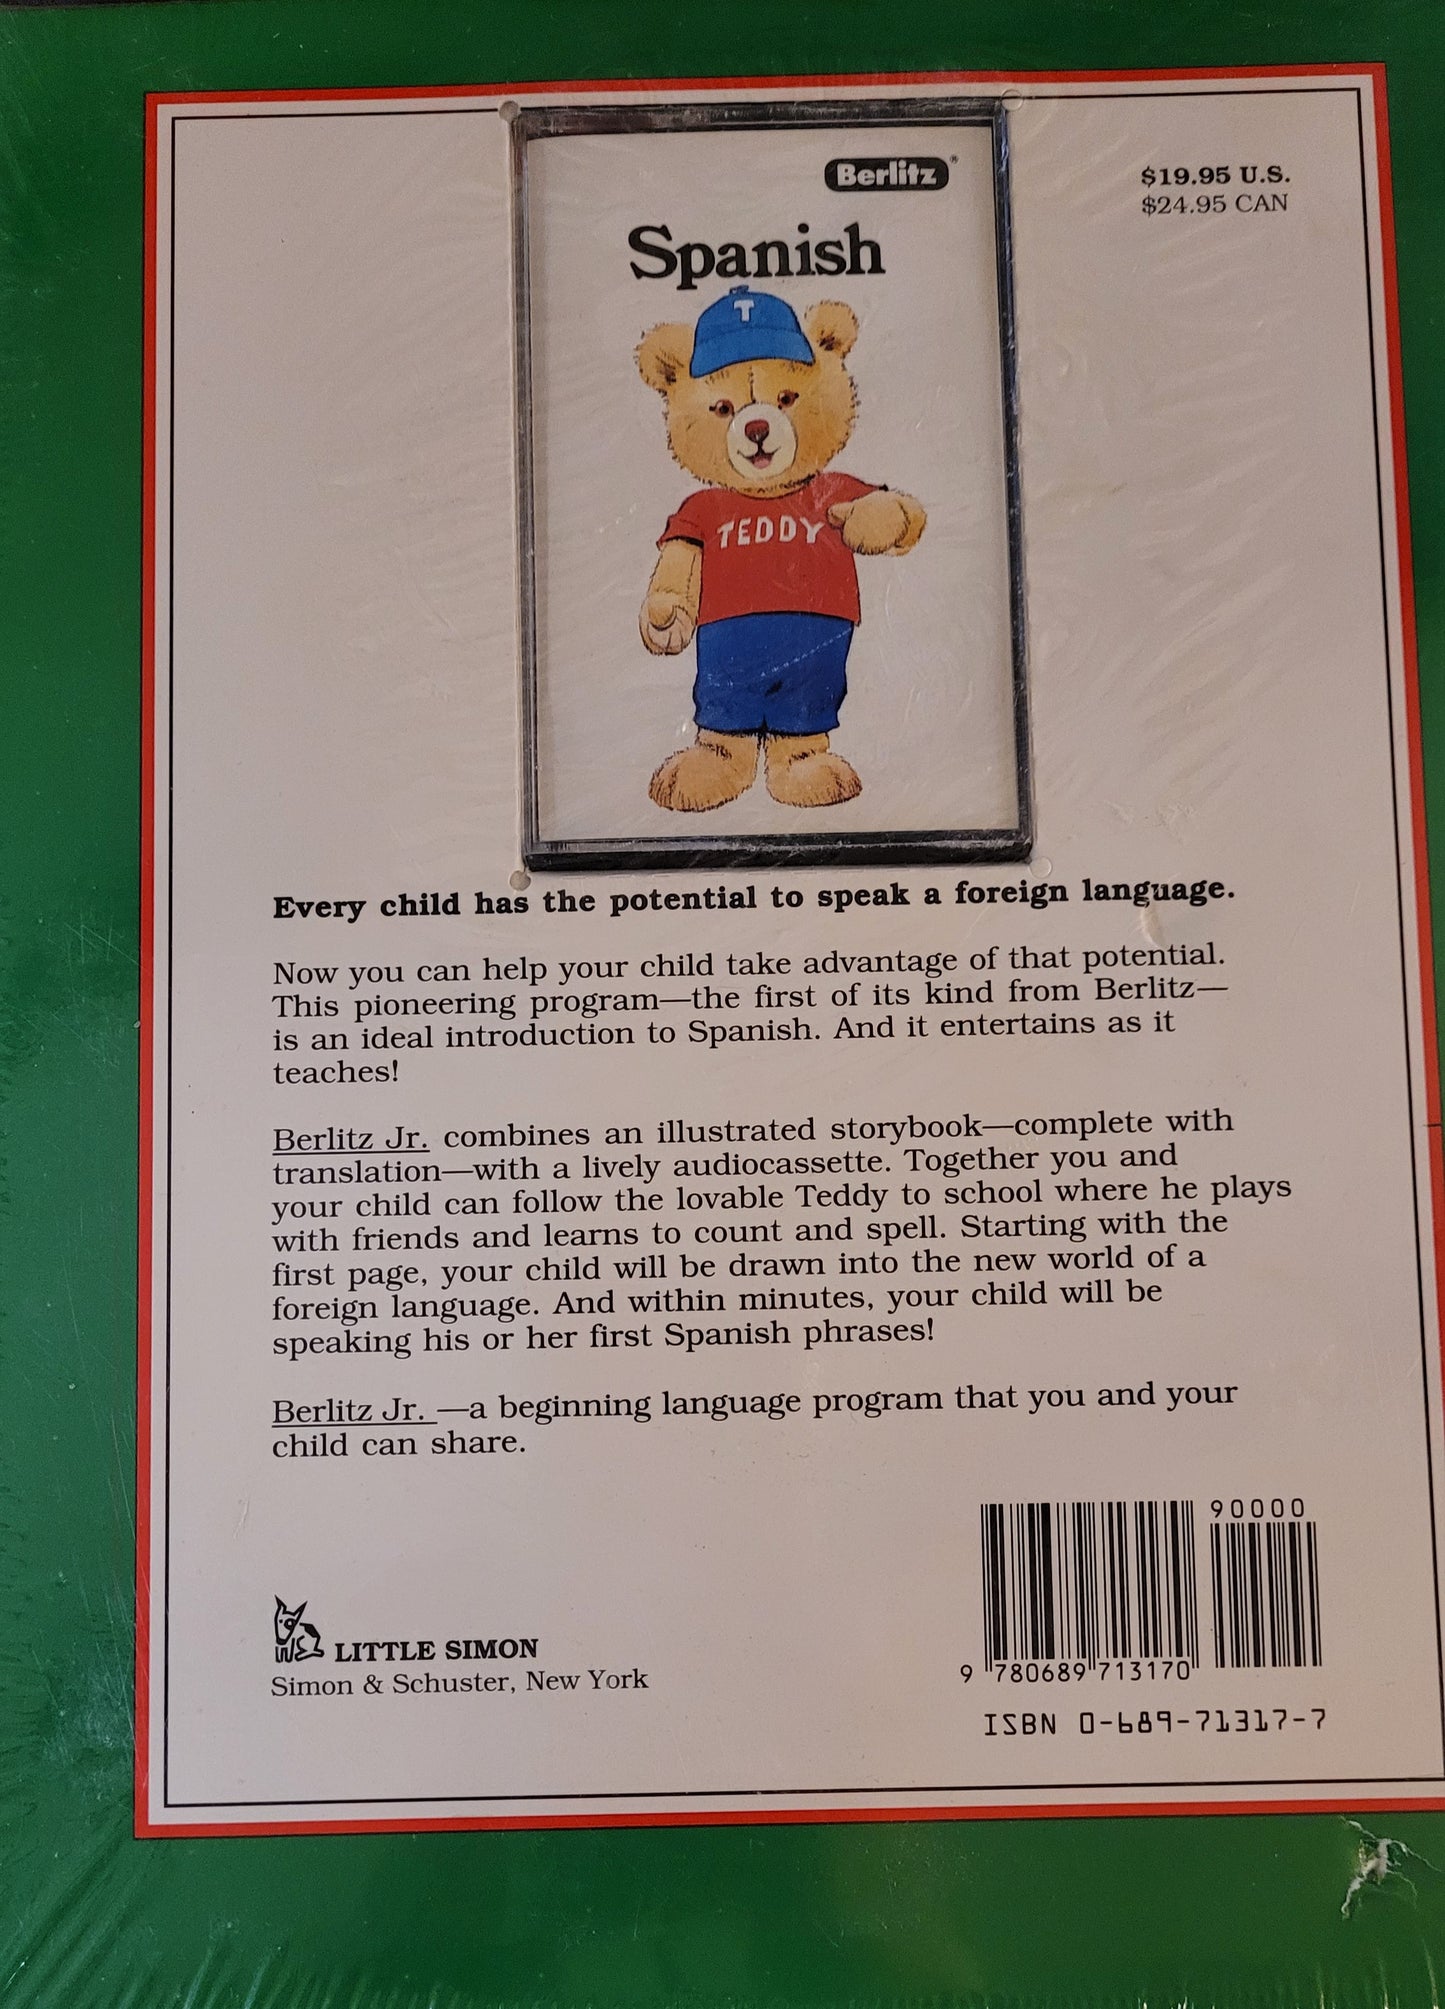 Berlitz®
$19.95 U.S.
$24.95 CAN
Spanish
T
TEDDY
Every child has the potential to speak a foreign language.
Now you can help your child take advantage of that potential.
This pioneering program—the first of its kind from Berlitz—
is an ideal introduction to Spanish. And it entertains as it
teaches!
Berlitz Jr. combines an illustrated storybook—complete with
translation—with a lively audiocassette. Together you and
your child can follow the lovable Teddy to school where he plays
with friends and learns to count and spell. Starting with the
first page, your child will be drawn into the new world of a
foreign language. And within minutes, your child will be
speaking his or her first Spanish phrases!
Berlitz Jr. —a beginning language program that you and your
child can share.
LITTLE SIMON
Simon & Schuster, New York
90000
9 780689 713170
ISBN 0-689-71317-7